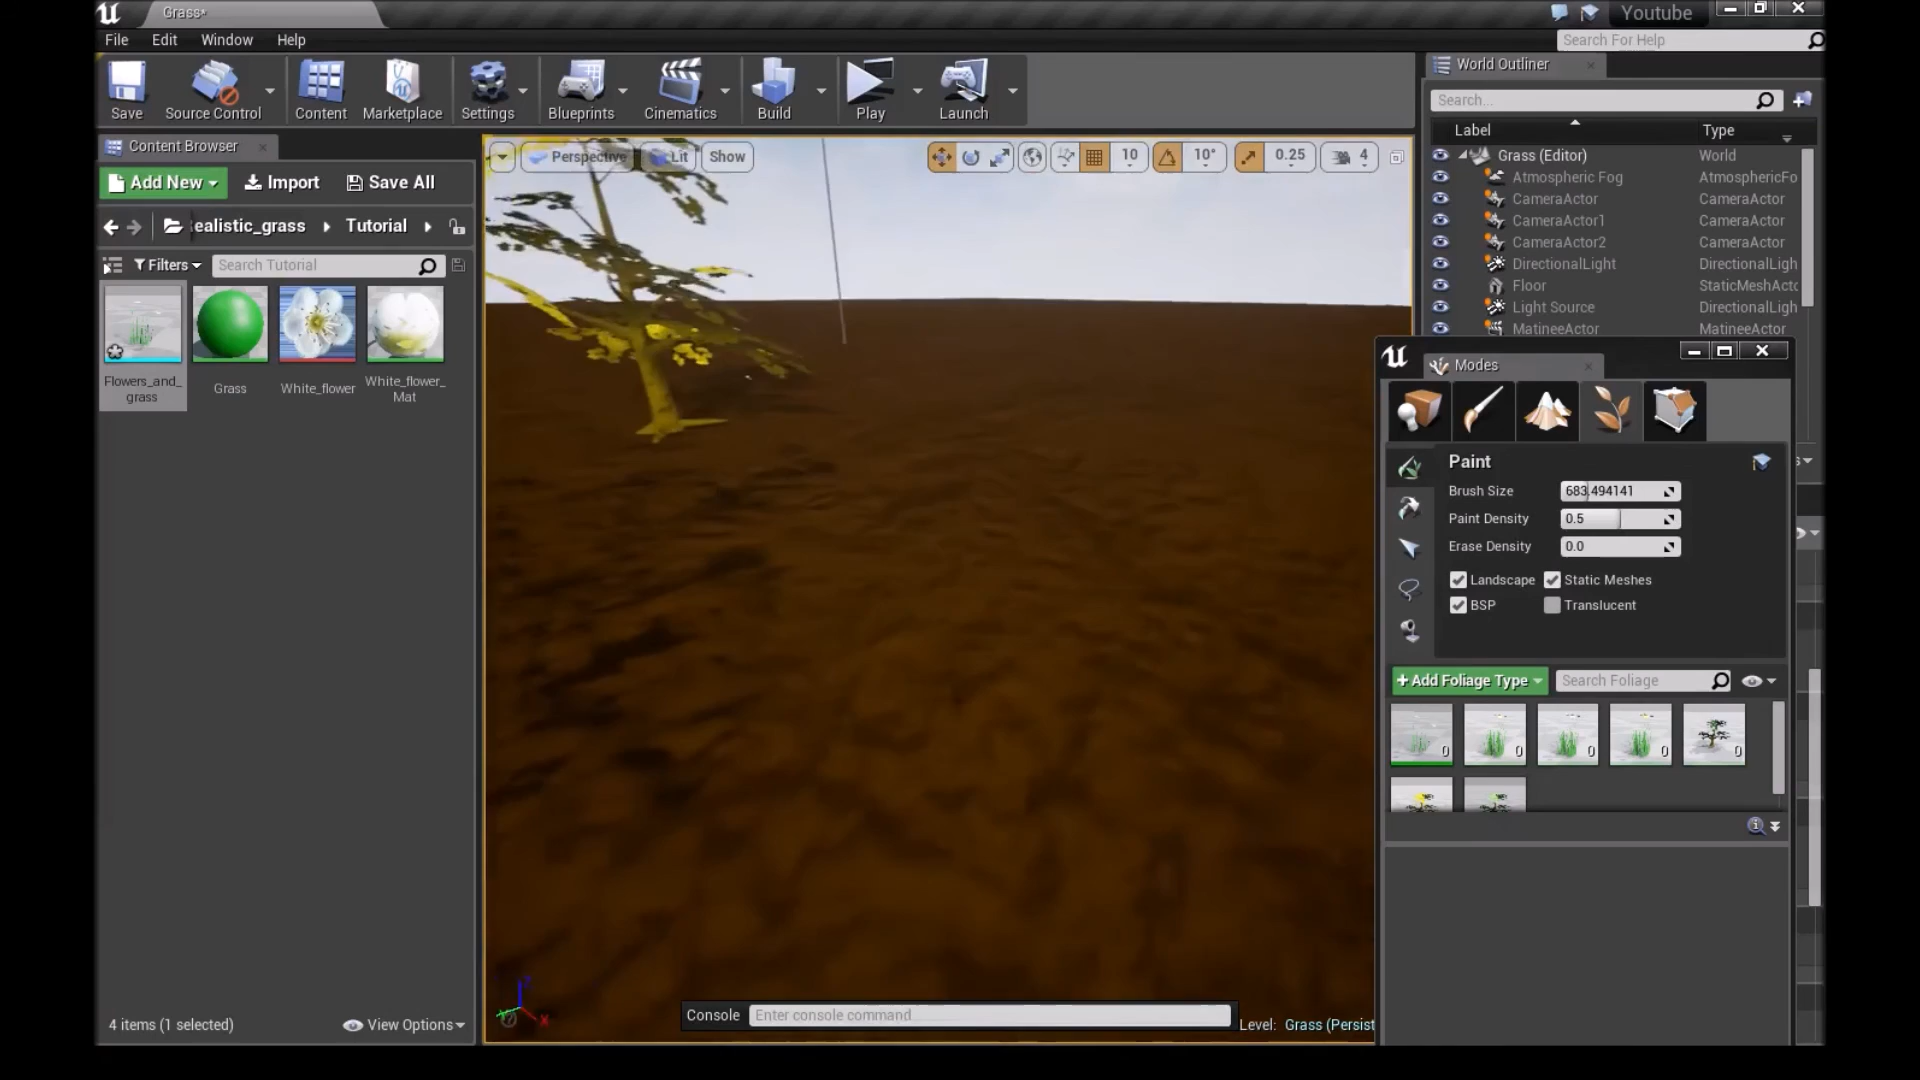 Grass*
Youtube
File Edit Window Help
Search For Help
Save Source Control Content Marketplace Settings Blueprints Cinematics Build Play Launch
World Outliner
Search...
Label Type
Grass (Editor) World
Atmospheric Fog AtmosphericFo
CameraActor CameraActor
CameraActor1 CameraActor
CameraActor2 CameraActor
DirectionalLight DirectionalLigh
Floor StaticMeshActo
Light Source DirectionalLigh
MatineeActor MatineeActor
Content Browser
Add New Import Save All
ealistic_grass Tutorial
Filters Search Tutorial
Flowers_and_
grass
Grass
White_flower
White_flower_
Mat
4 items (1 selected) View Options
Perspective Lit Show 10 10° 0.25 4
Modes
Paint
Brush Size 683.494141
Paint Density 0.5
Erase Density 0.0
Landscape Static Meshes
BSP Translucent
+Add Foliage Type Search Foliage
0 0 0 0 0
Z
X
Console Enter console command
Level: Grass (Persist